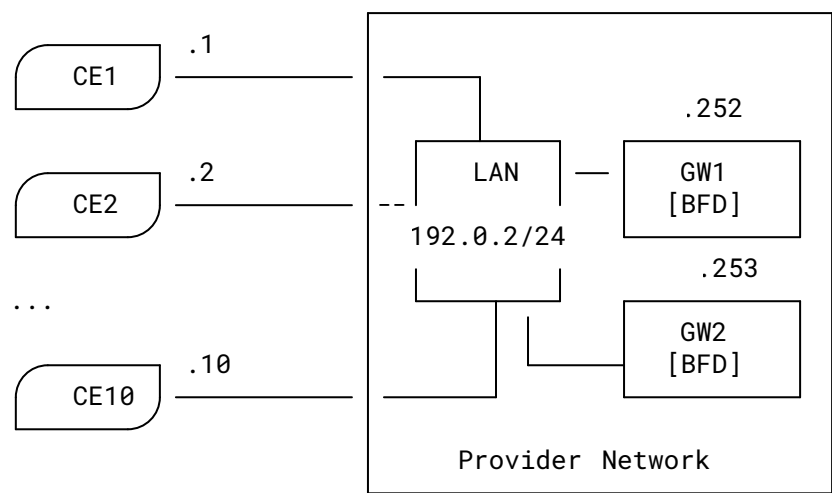 .1
CE1
.252
.2
LAN
GW1
CE2
[BFD]
192.0.2/24
.253
...
GW2
.10
[BFD]
CE10
Provider Network